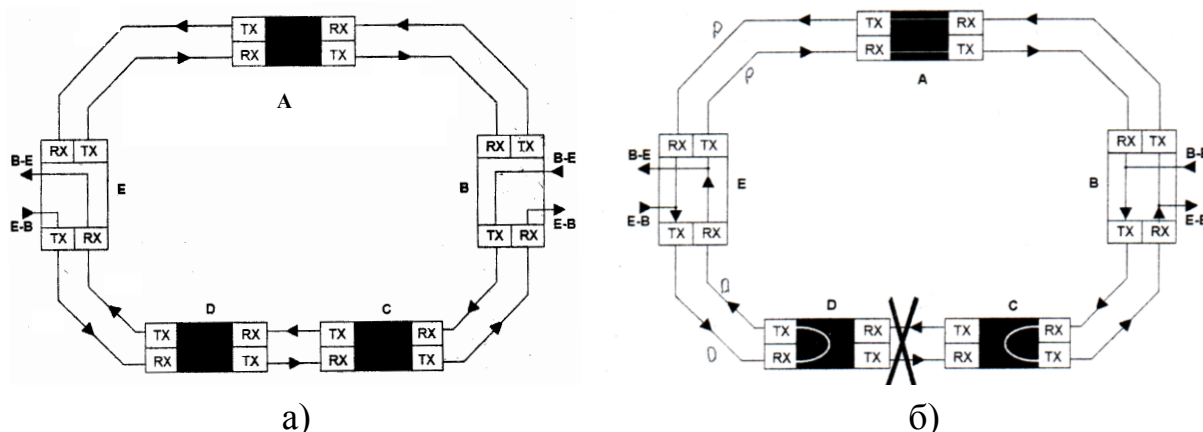 TX RX
RX TX
A
RX TX
B-E
E
E-B
TX RX
RX TX
B-E
B
E-B
TX RX
D
TX RX
RX TX
C
TX RX
RX TX
а)
P
P
TX RX
RX TX
A
RX TX
B-E
E
E-B
TX RX
RX TX
B-E
B
E-B
TX RX
D
TX RX
RX TX
C
TX RX
RX TX
б)